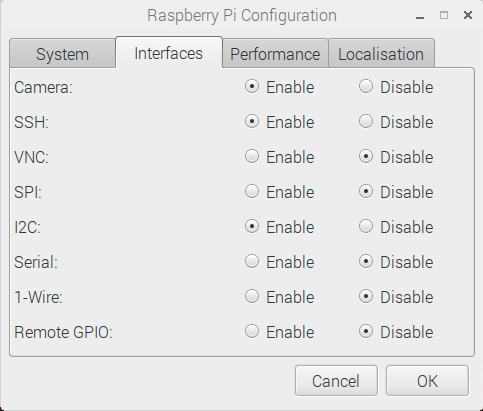 Raspberry Pi Configuration
System Interfaces Performance Localisation
Camera: Enable Disable
SSH: Enable Disable
VNC: Enable Disable
SPI: Enable Disable
I2C: Enable Disable
Serial: Enable Disable
1-Wire: Enable Disable
Remote GPIO: Enable Disable
Cancel OK